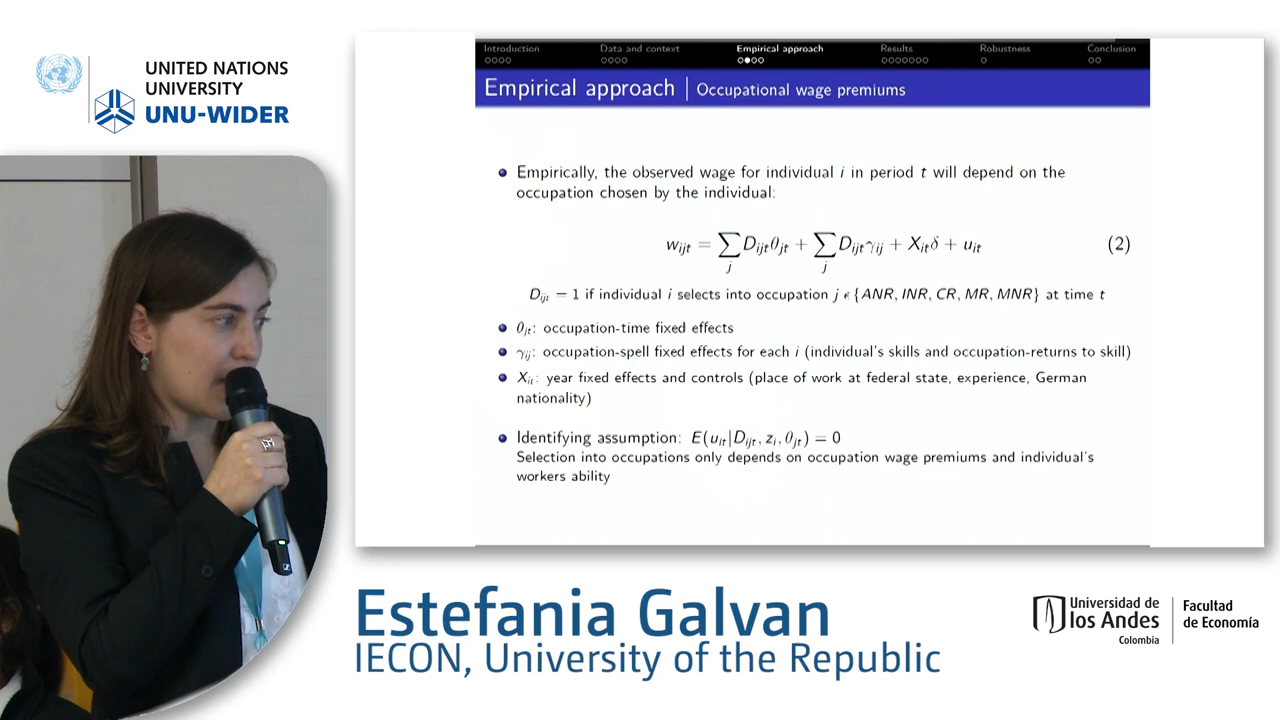 UNITED NATIONS
UNIVERSITY
UNU-WIDER
Introduction Data and context Empirical approach Results Robustness Conclusion
Empirical approach | Occupational wage premiums
Empirically, the observed wage for individual i in period t will depend on the
occupation chosen by the individual:
w_ijt = ∑_j D_ijt θ_jt + ∑_j D_ijt γ_ij + X_it δ + u_it (2)
D_ijt = 1 if individual i selects into occupation j ϵ {ANR, INR, CR, MR, MNR} at time t
θ_jt: occupation-time fixed effects
γ_ij: occupation-spell fixed effects for each i (individual's skills and occupation-returns to skill)
X_it: year fixed effects and controls (place of work at federal state, experience, German
nationality)
Identifying assumption: E(u_it|D_ijt, z_i, θ_jt) = 0
Selection into occupations only depends on occupation wage premiums and individual's
workers ability
Estefania Galvan
IECON, University of the Republic
Universidad de
los Andes
Colombia
Facultad
de Economía